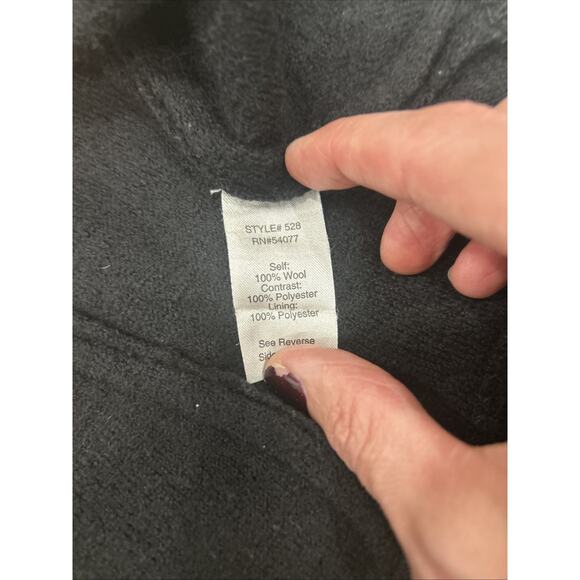 STYLE# 528
RN#54077
Self:
100% Wool
Contrast:
100% Polyester
Lining:
100% Polyester
See Reverse